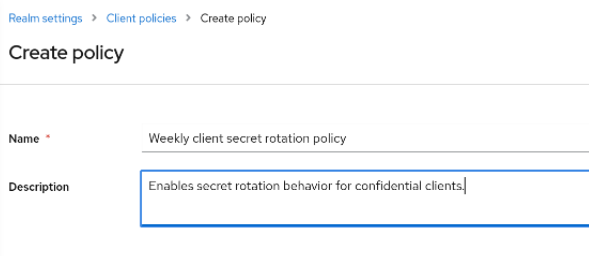 Realm settings > Client policies > Create policy
Create policy
Name * Weekly client secret rotation policy
Description Enables secret rotation behavior for confidential clients.